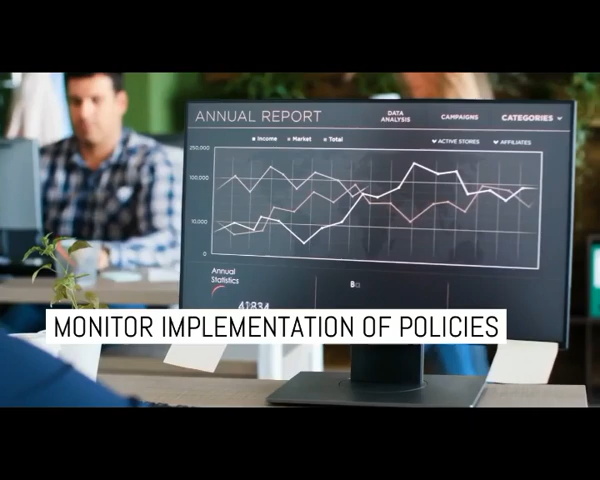 ANNUAL REPORT
DATA ANALYSIS
CAMPAIGNS
CATEGORIES
Income Market Total
ACTIVE STORES AFFILIATES
250,000
100,000
10,000
0
Annual
Statistics
41834
MONITOR IMPLEMENTATION OF POLICIES